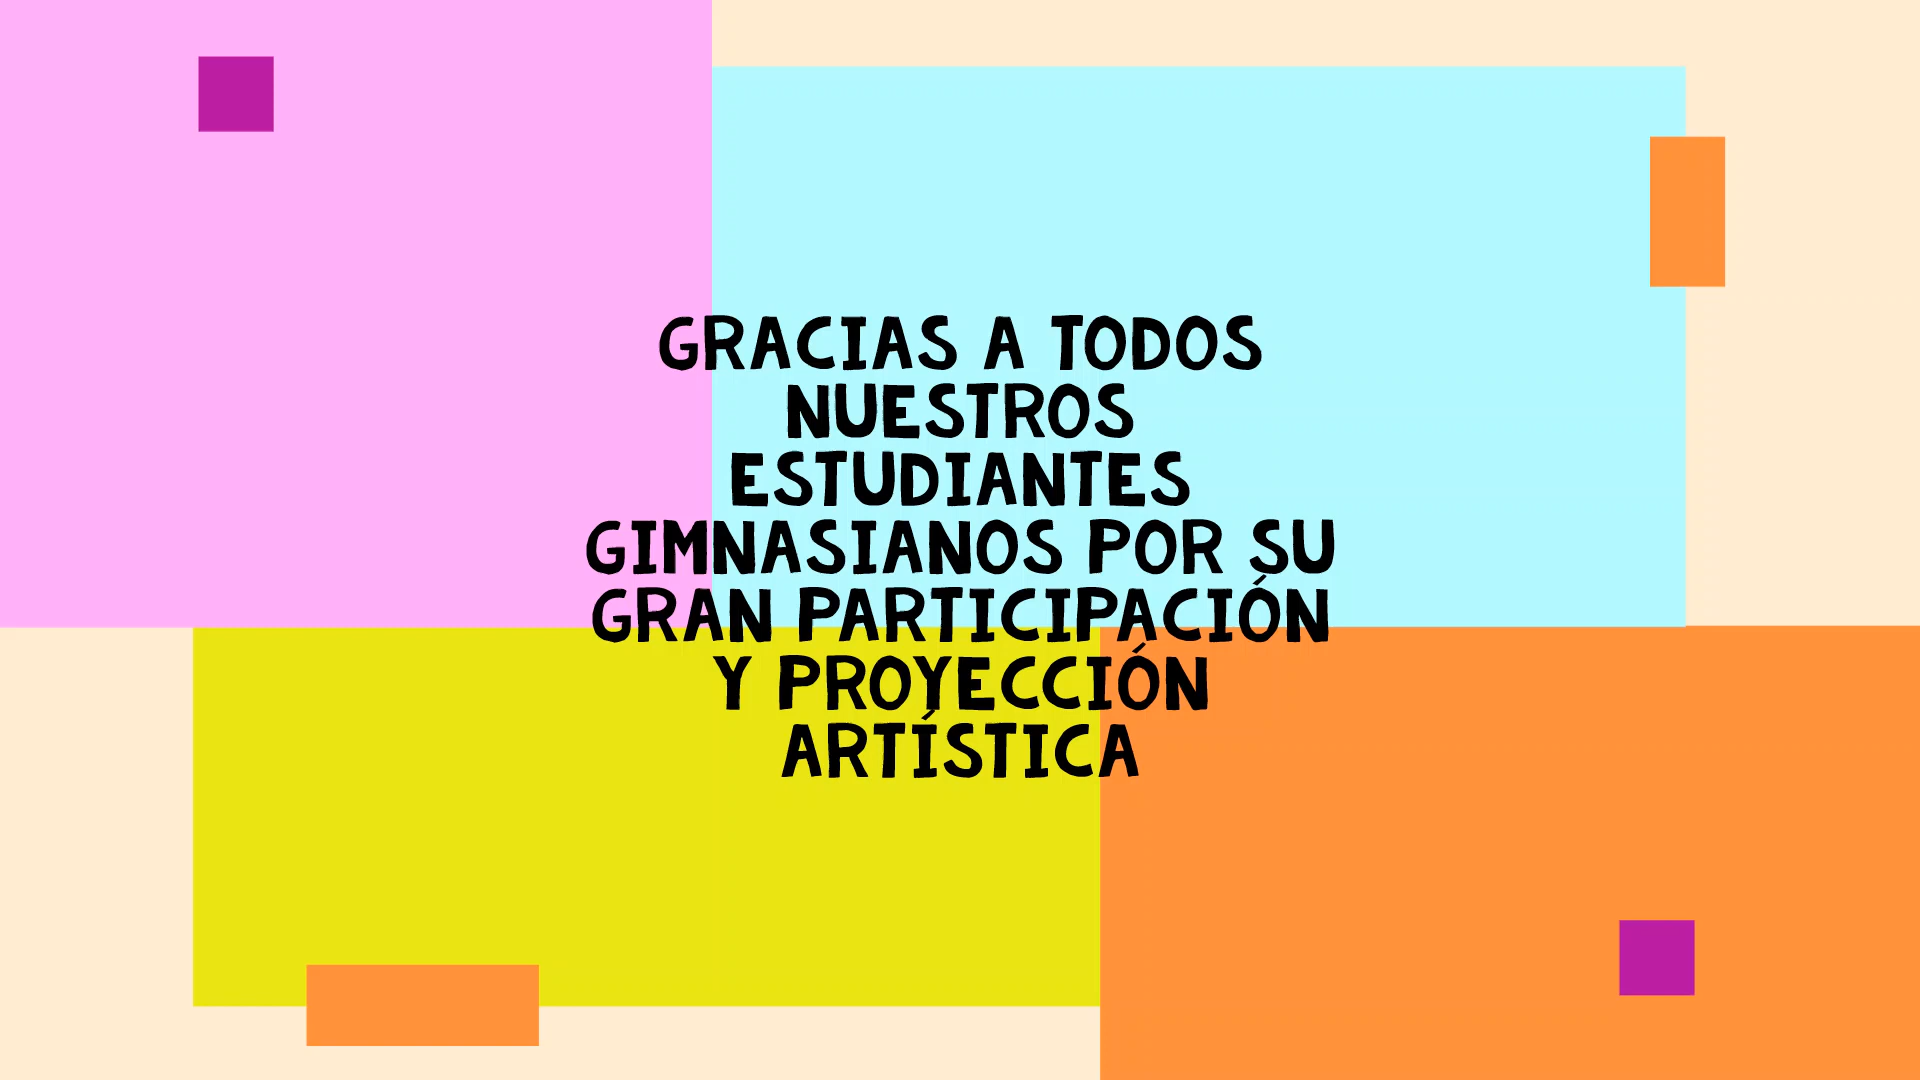 GRACIAS A TODOS
NUESTROS
ESTUDIANTES
GIMNASIANOS POR SU
GRAN PARTICIPACIÓN
Y PROYECCIÓN
ARTÍSTICA